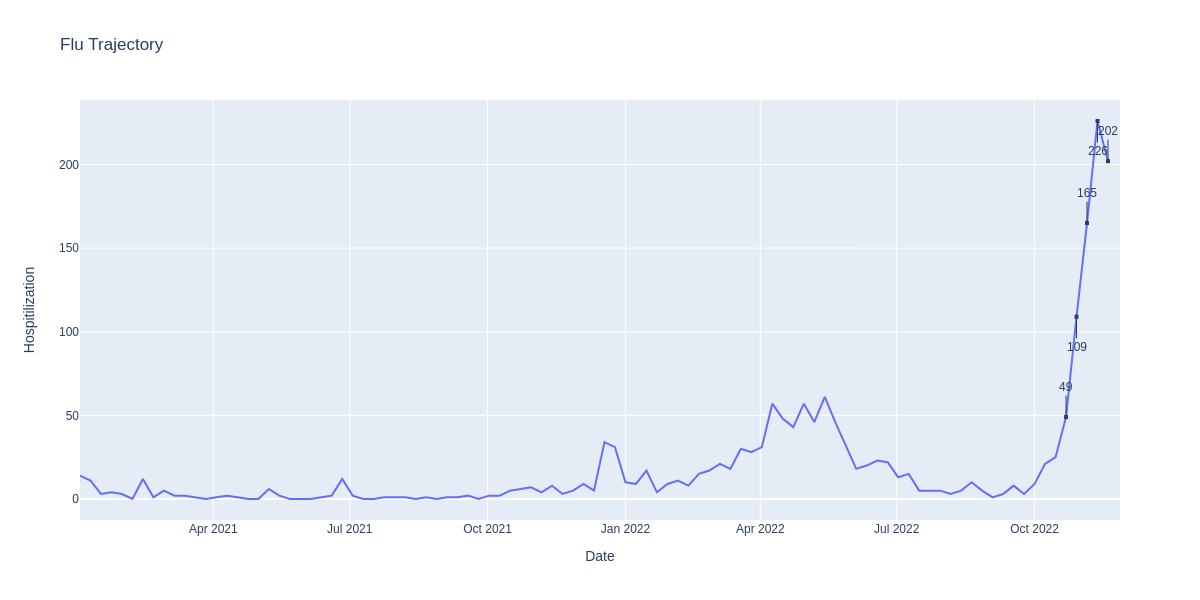 Flu Trajectory
Hospitilization
200
150
100
50
0
202
226
165
109
49
Apr 2021
Jul 2021
Oct 2021
Jan 2022
Apr 2022
Jul 2022
Oct 2022
Date